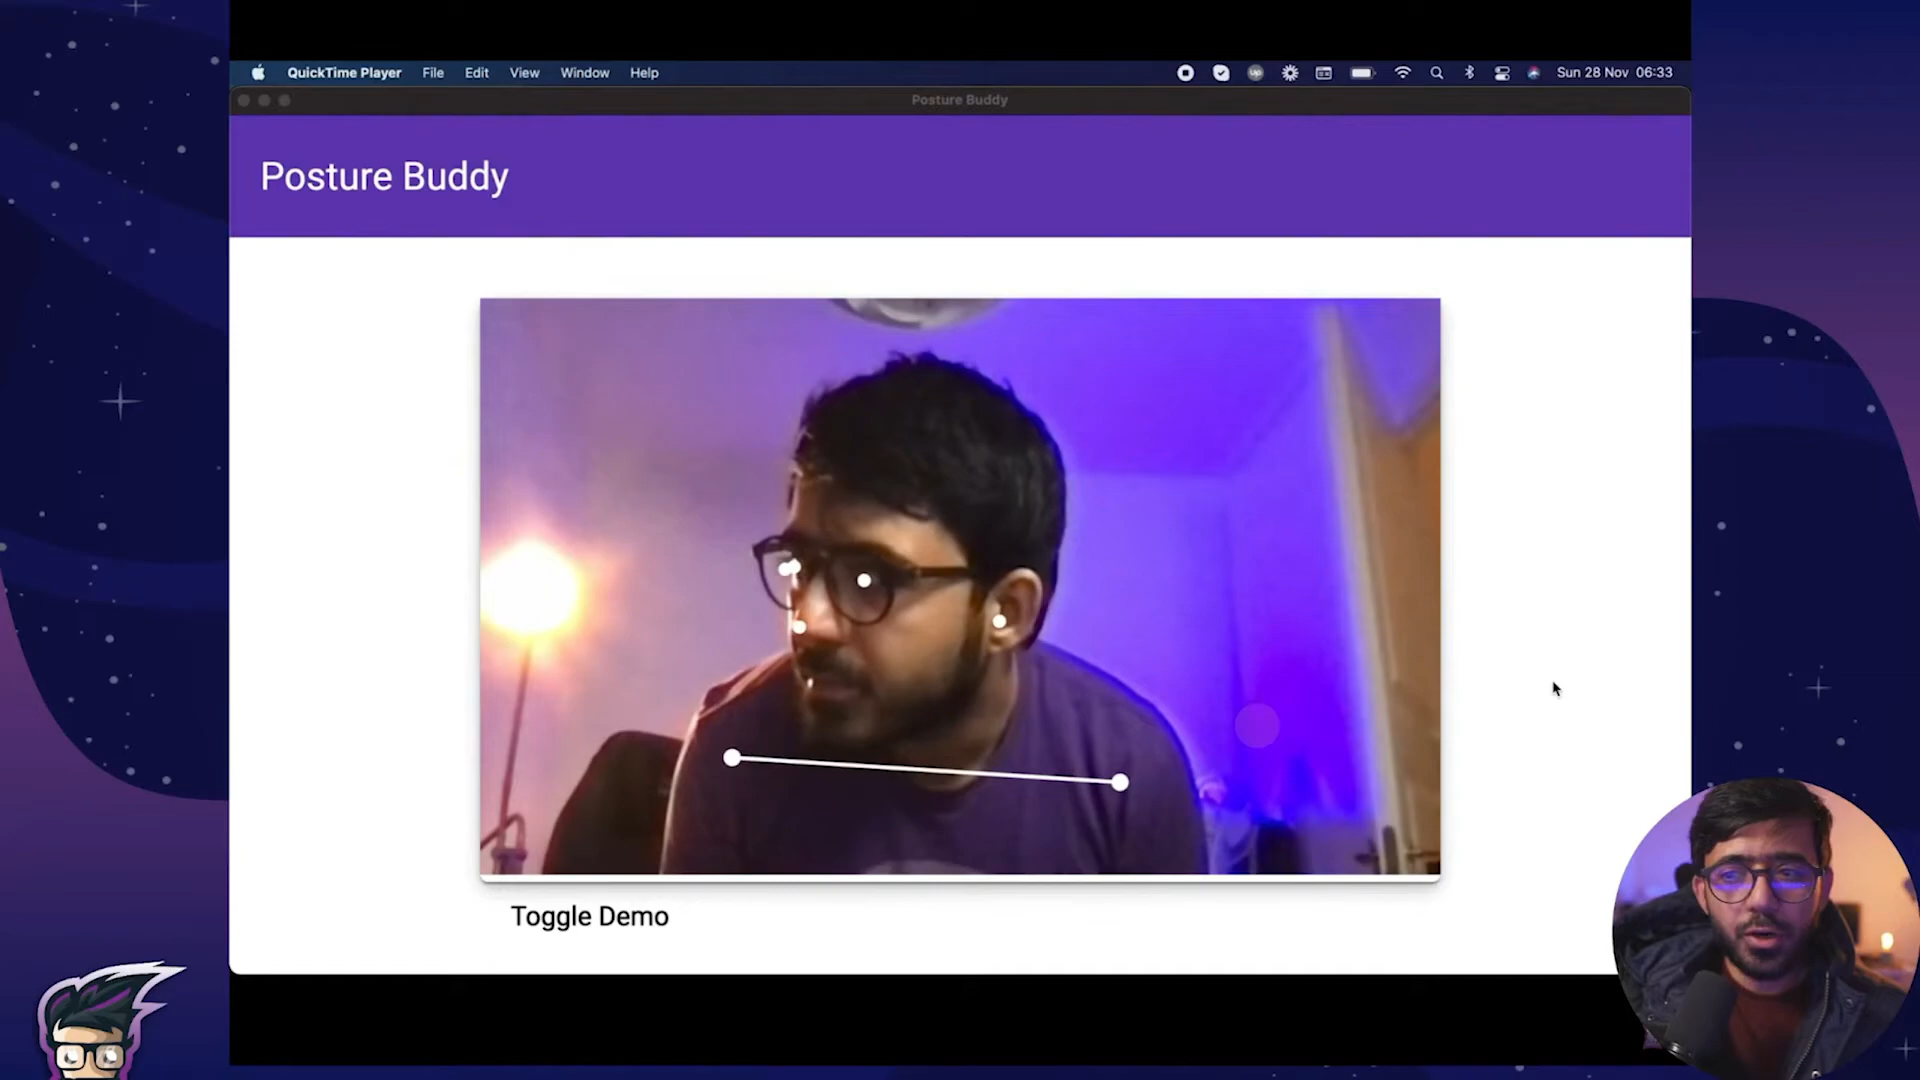 QuickTime Player File Edit View Window Help Sun 28 Nov 06:33
Posture Buddy
Posture Buddy
Toggle Demo